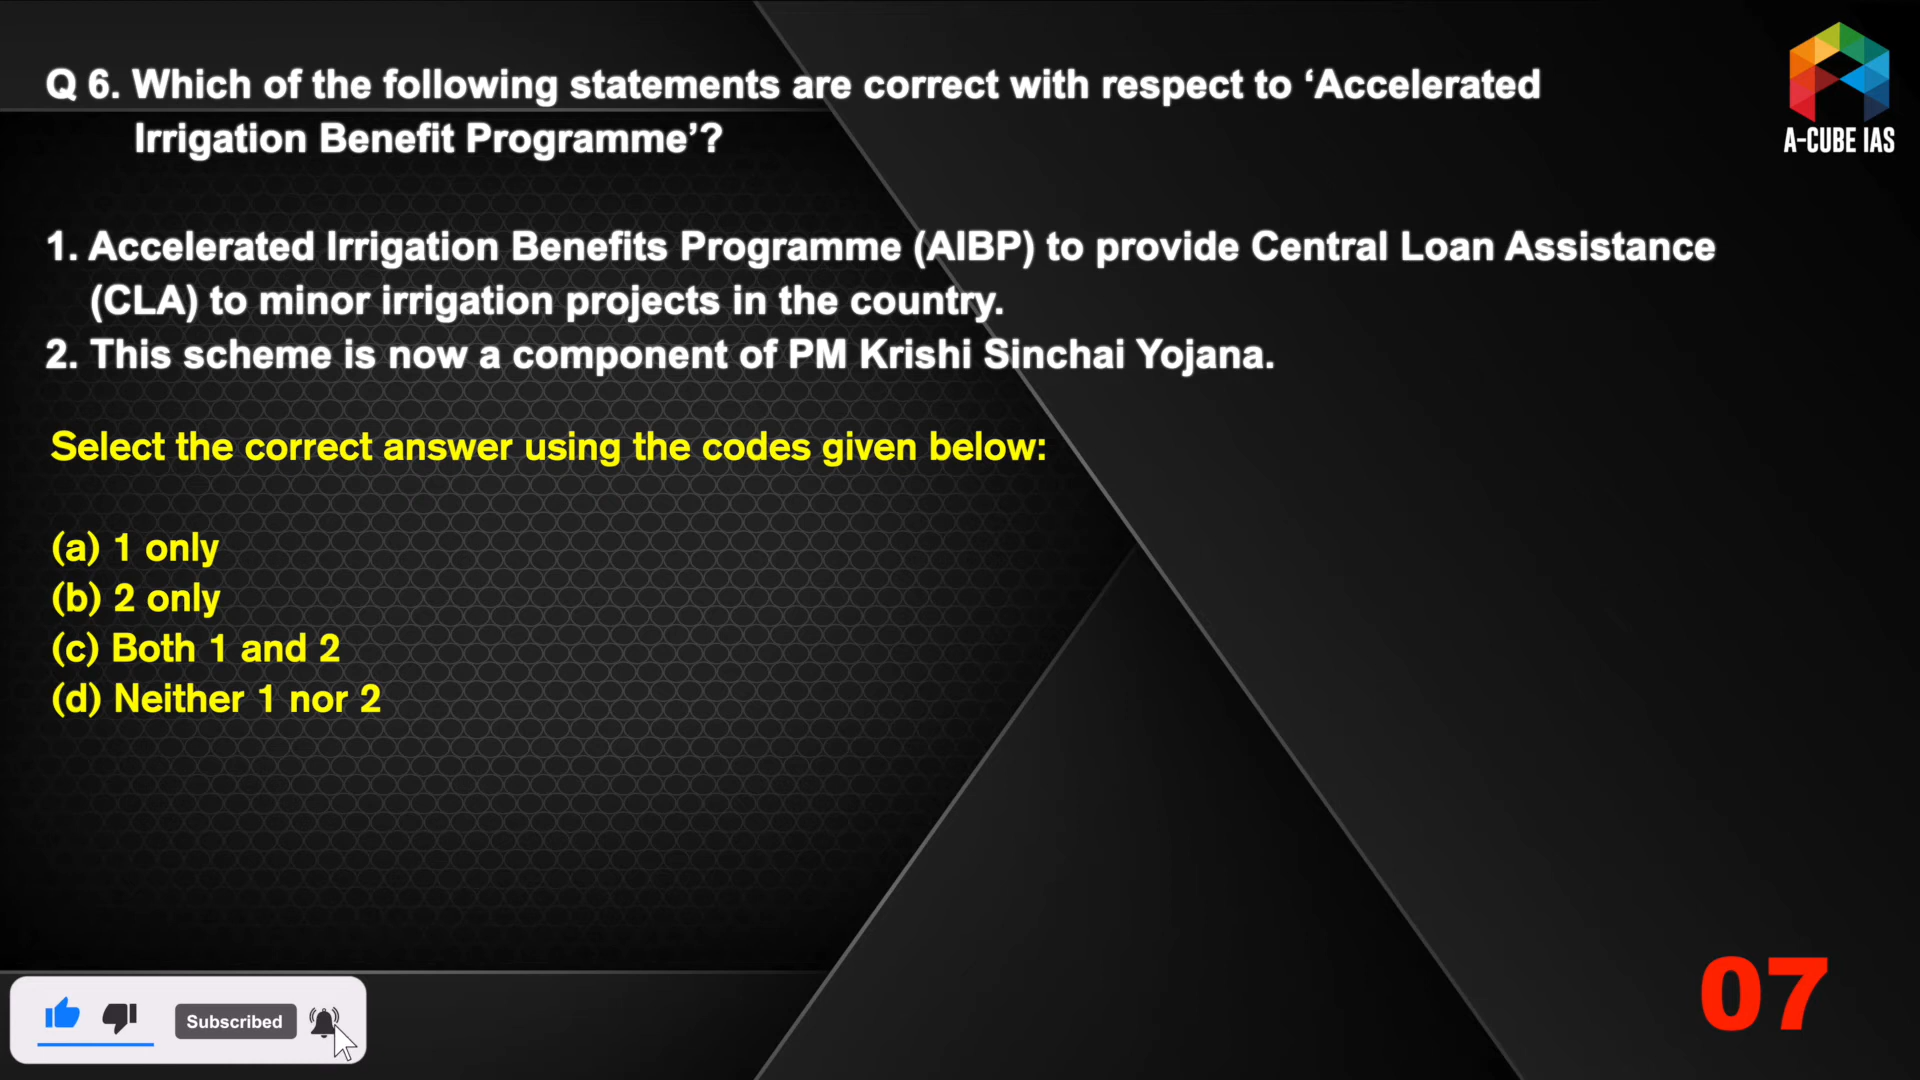 Q 6. Which of the following statements are correct with respect to ‘Accelerated
Irrigation Benefit Programme’?
A-CUBE IAS
1. Accelerated Irrigation Benefits Programme (AIBP) to provide Central Loan Assistance
(CLA) to minor irrigation projects in the country.
2. This scheme is now a component of PM Krishi Sinchai Yojana.
Select the correct answer using the codes given below:
(a) 1 only
(b) 2 only
(c) Both 1 and 2
(d) Neither 1 nor 2
Subscribed
07